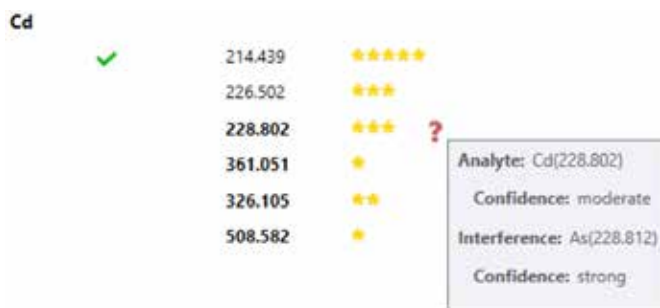 Cd
214.439
226.502
228.802 ?
361.051
326.105
508.582
Analyte: Cd(228.802)
Confidence: moderate
Interference: As(228.812)
Confidence: strong